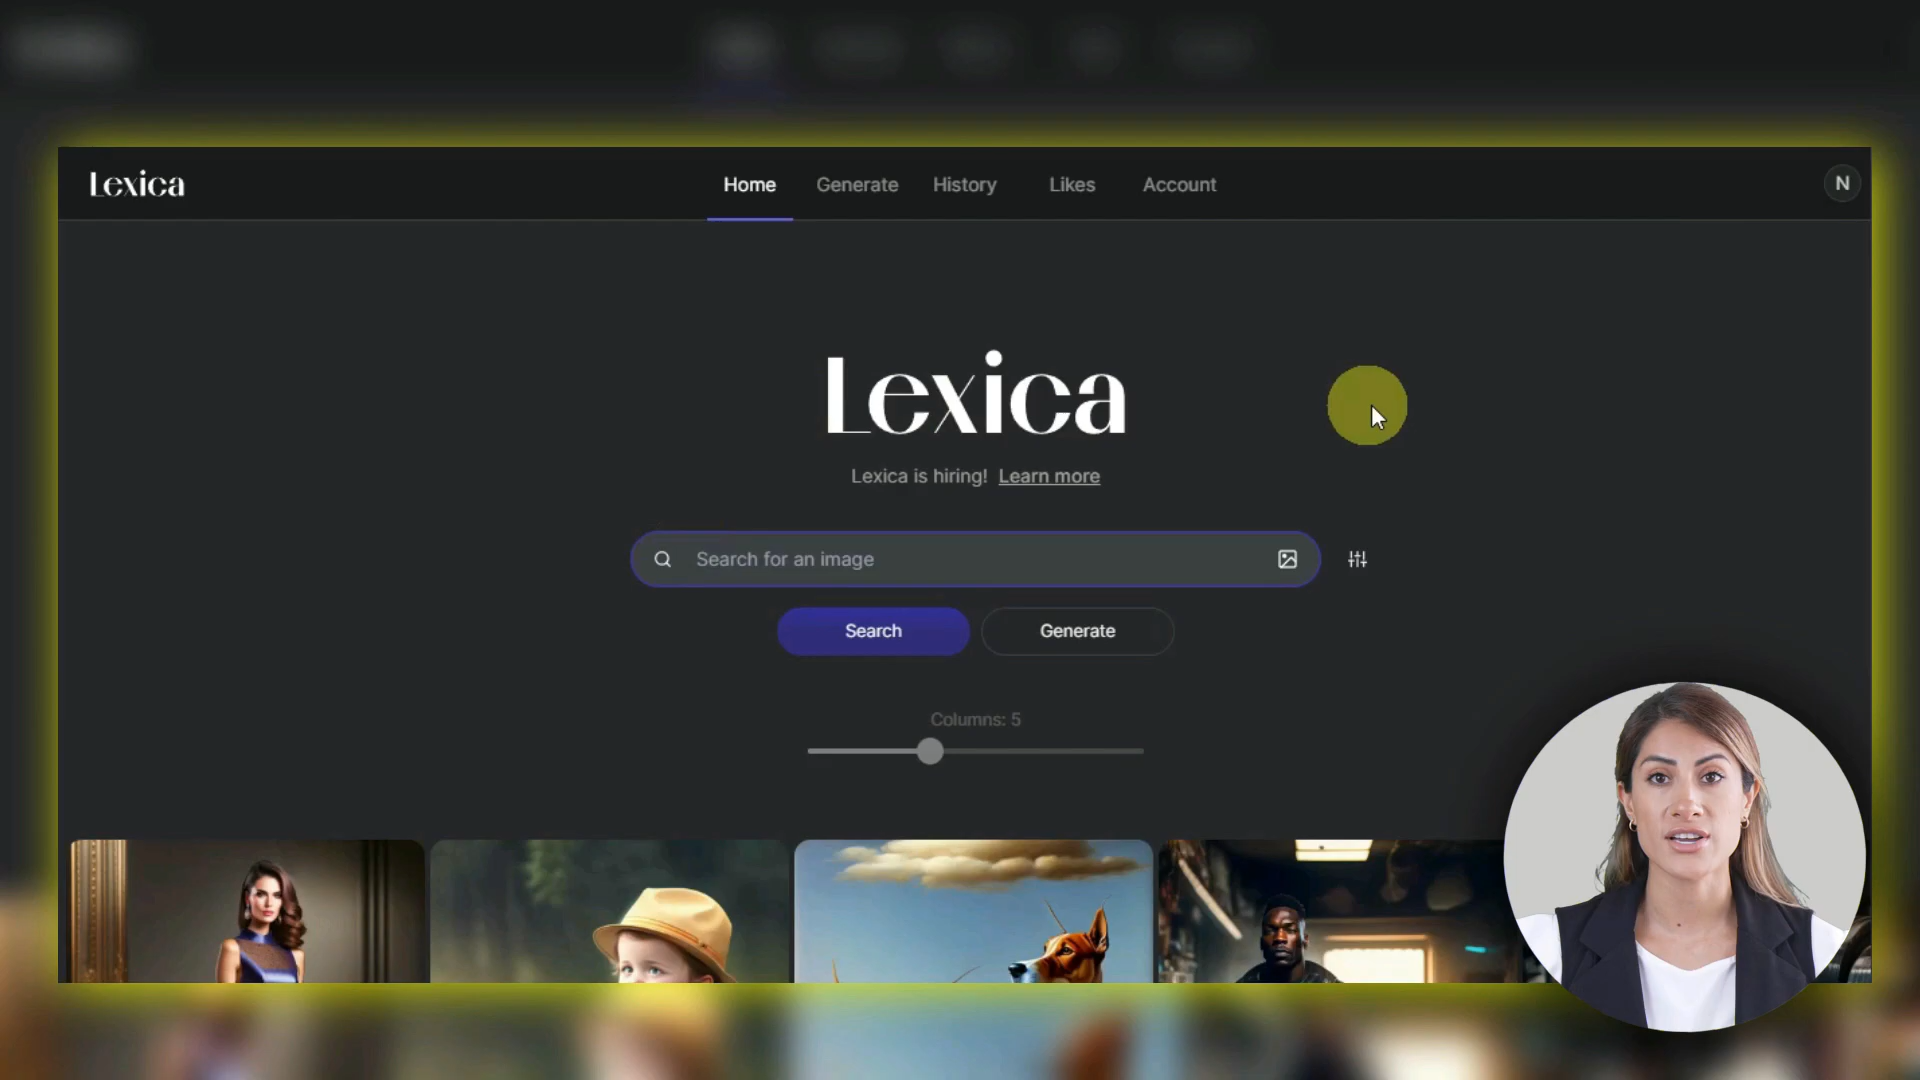 Lexica
Home Generate History Likes Account N
Lexica
Lexica is hiring! Learn more
Search for an image
Search Generate
Columns: 5